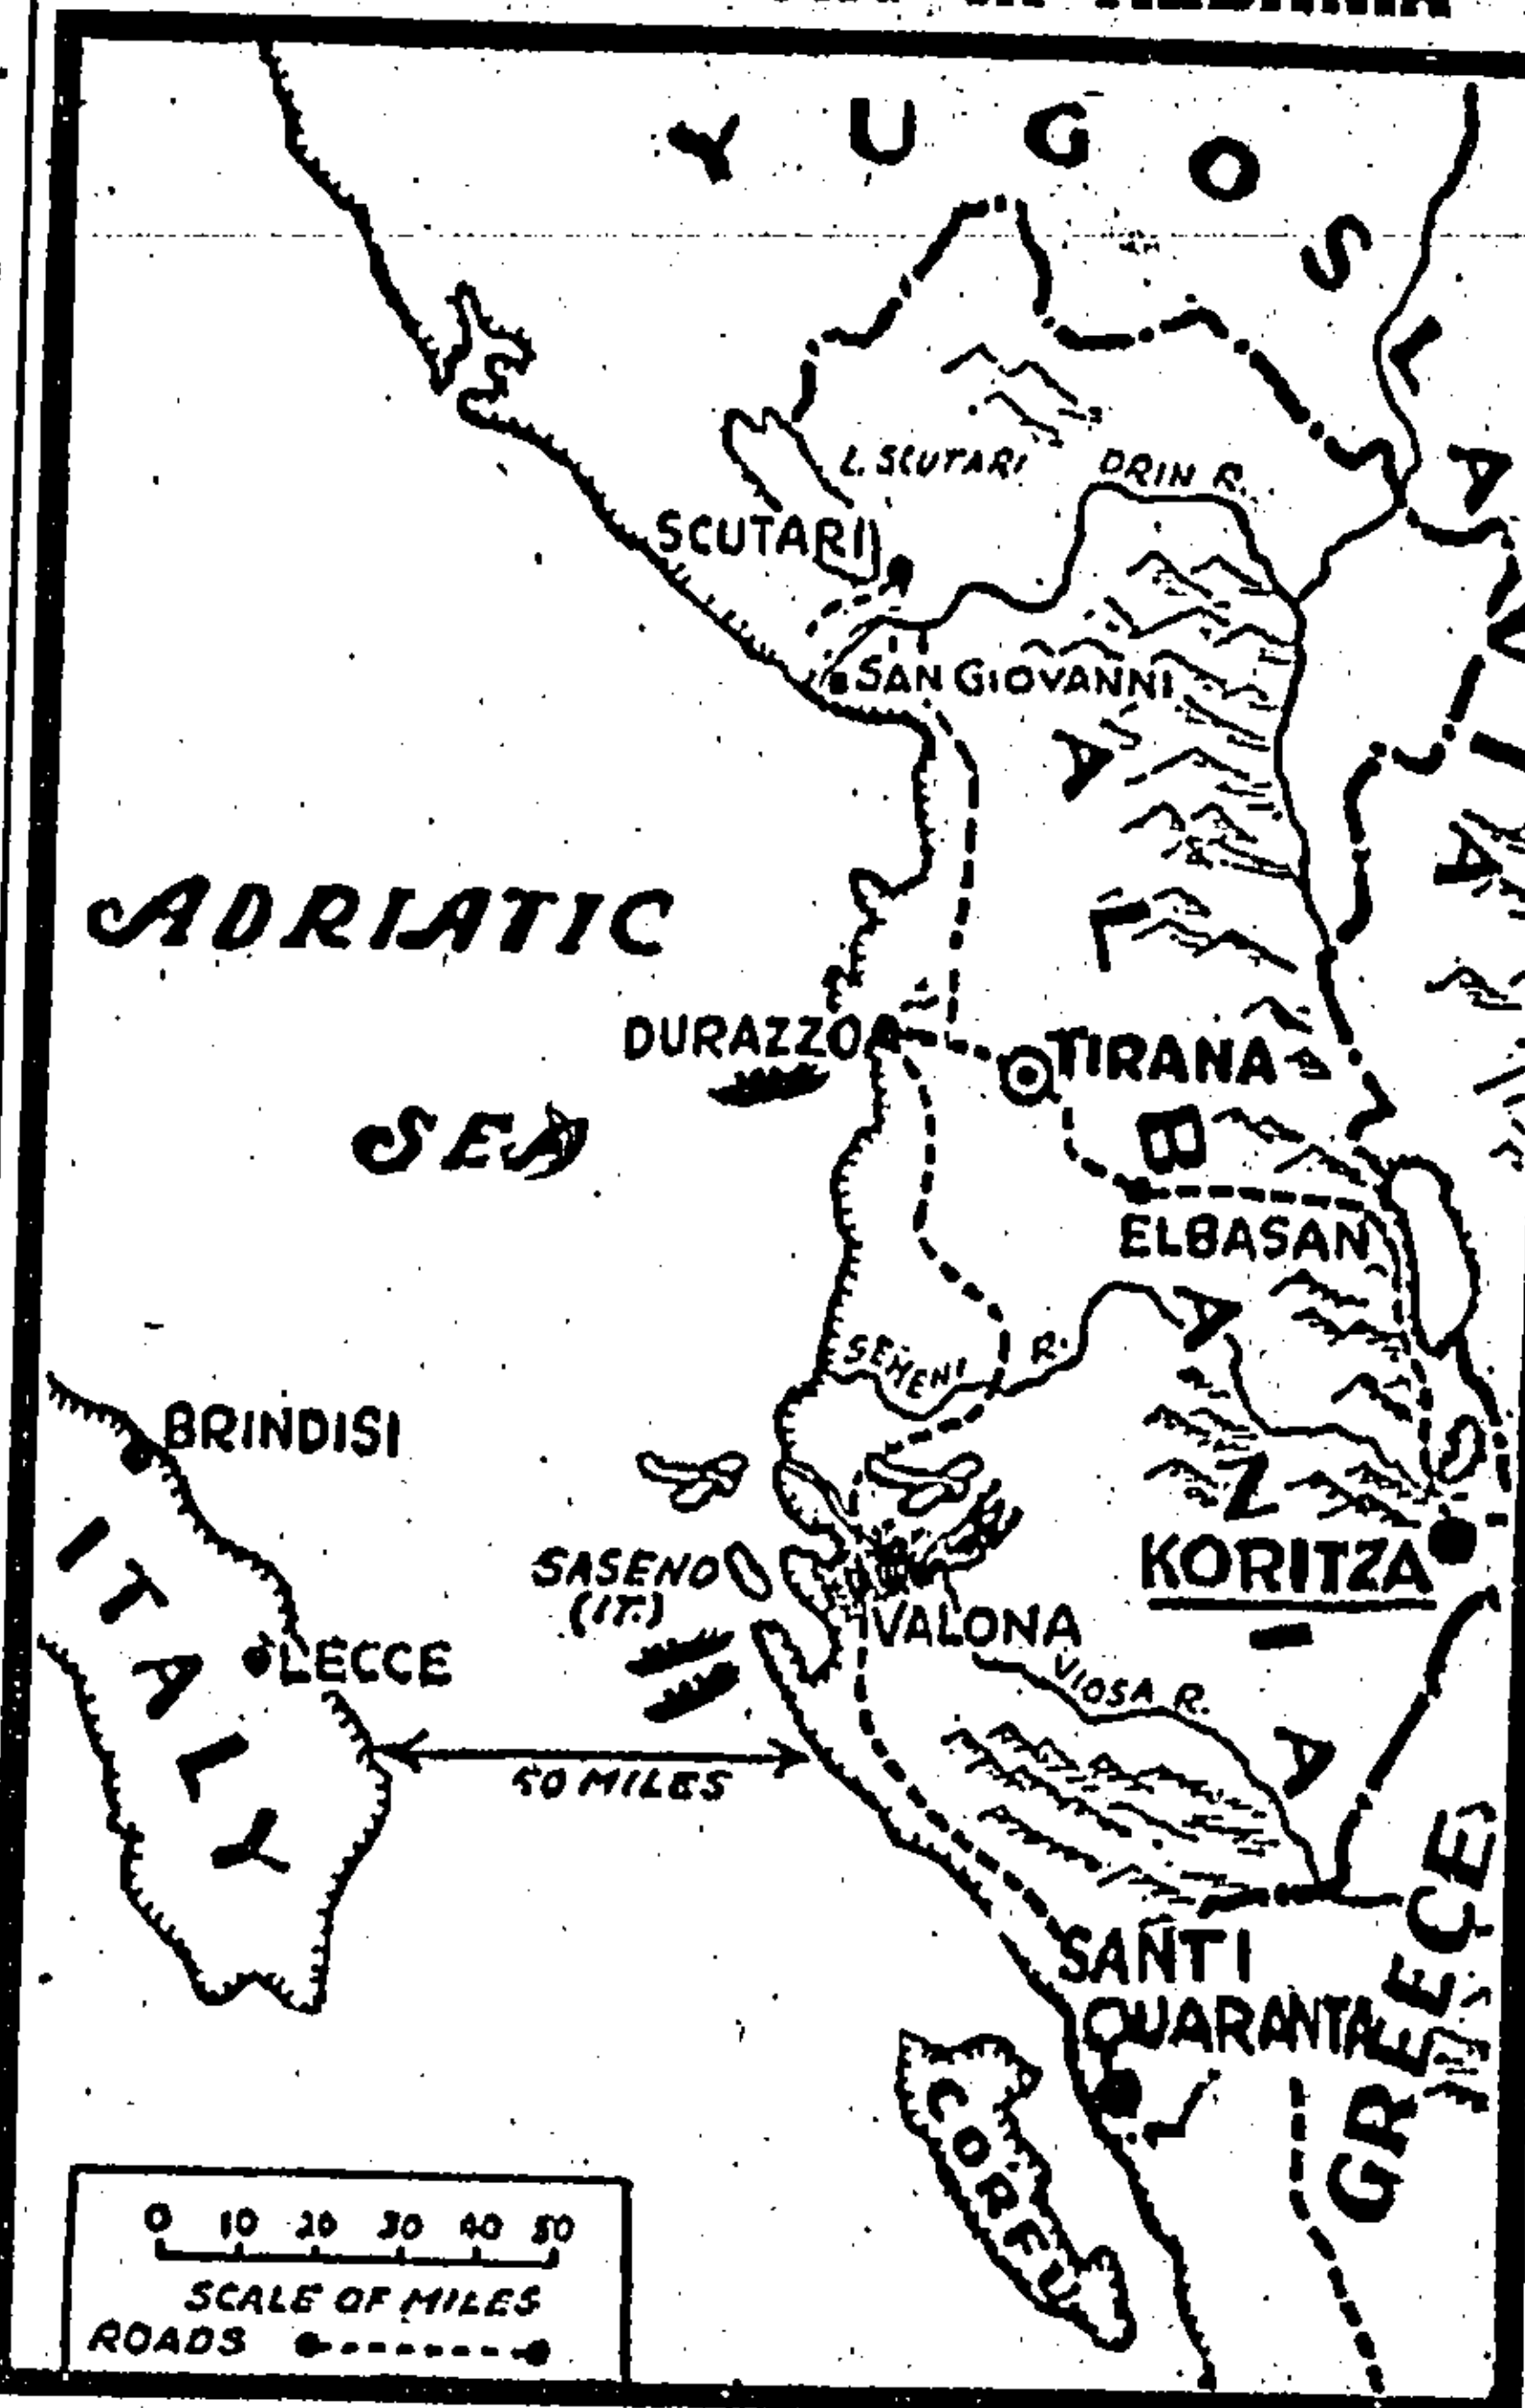 YUGOSLAVIA
L. SCUTARI
DRIN R.
SCUTARI
SAN GIOVANNI
ALBANIA
ADRIATIC
SEA
DURAZZO
TIRANA
ELBASAN
SEMENI R.
BRINDISI
ITALY
SASENO
(IT.)
KORITZA
VALONA
LECCE
VIOSA R.
50 MILES
SANTI
QUARANTA
GREECE
CORFU
0 10 20 30 40 50
SCALE OF MILES
ROADS